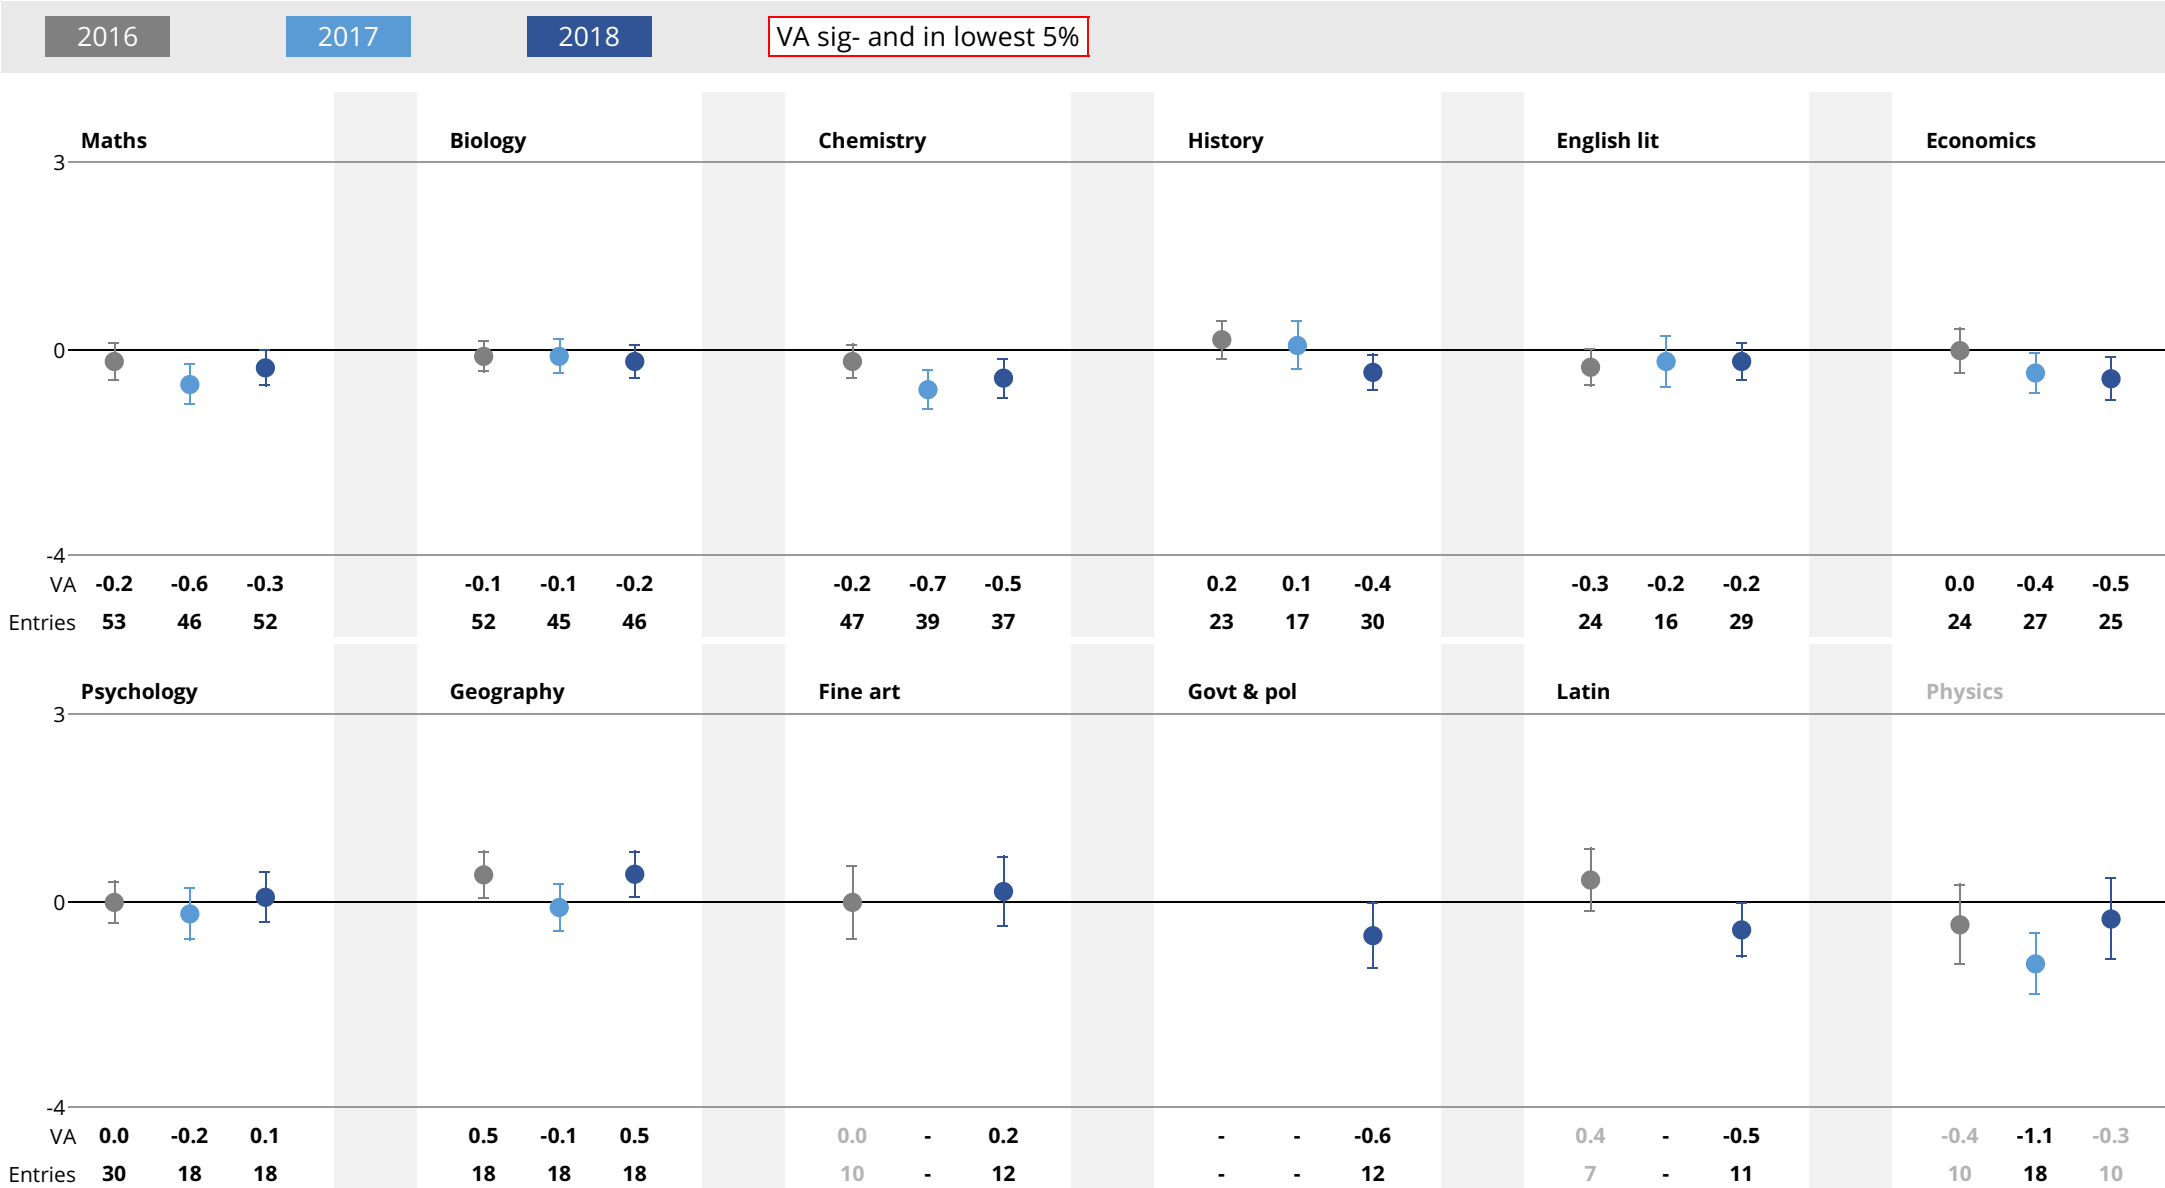 2016 2017 2018 VA sig- and in lowest 5%
Maths Biology Chemistry History English lit Economics
3
0
-4
VA -0.2 -0.6 -0.3 -0.1 -0.1 -0.2 -0.2 -0.7 -0.5 0.2 0.1 -0.4 -0.3 -0.2 -0.2 0.0 -0.4 -0.5
Entries 53 46 52 52 45 46 47 39 37 23 17 30 24 16 29 24 27 25
Psychology Geography Fine art Govt & pol Latin Physics
3
0
-4
VA 0.0 -0.2 0.1 0.5 -0.1 0.5 0.0 - 0.2 - - -0.6 0.4 - -0.5 -0.4 -1.1 -0.3
Entries 30 18 18 18 18 18 10 - 12 - - 12 7 - 11 10 18 10